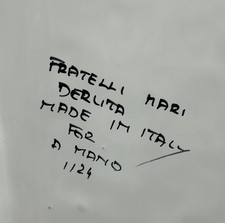 FRATELLI MARI
DERUTA
MADE IN ITALY
FOR
A MANO
1124